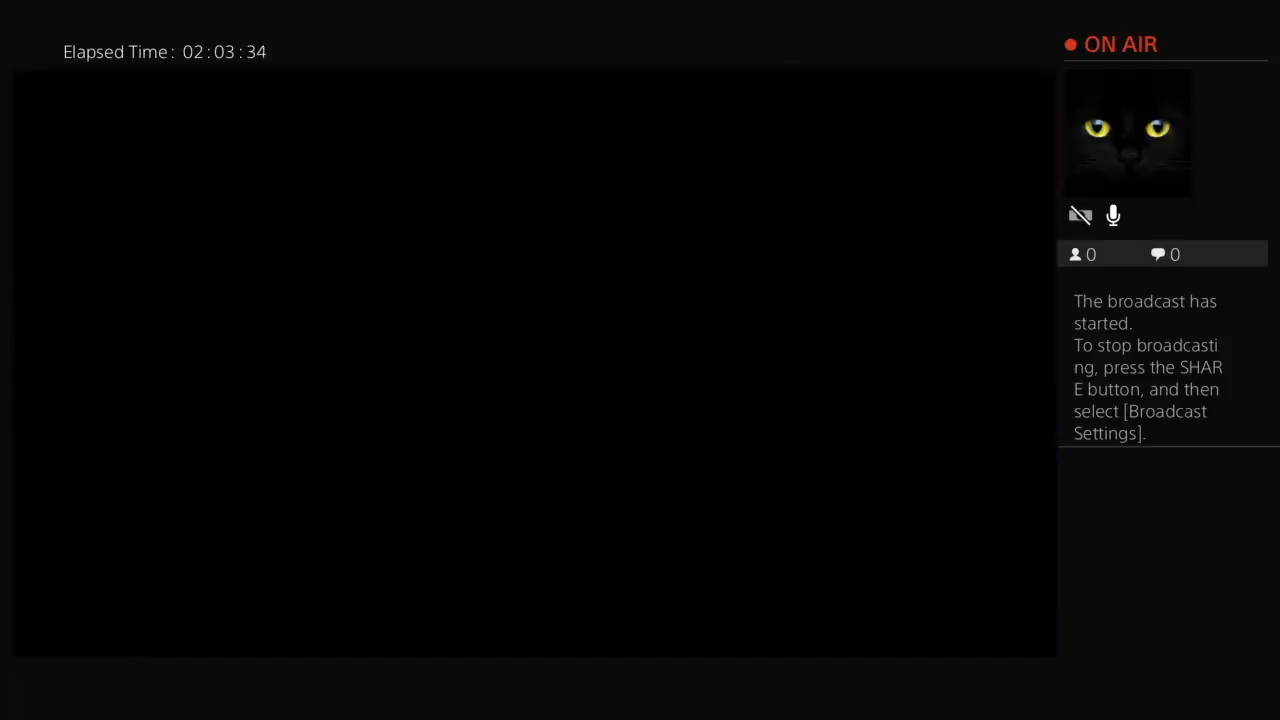 Elapsed Time: 02:03:34
ON AIR
0 0
The broadcast has
started.
To stop broadcasti
ng, press the SHAR
E button, and then
select [Broadcast
Settings].